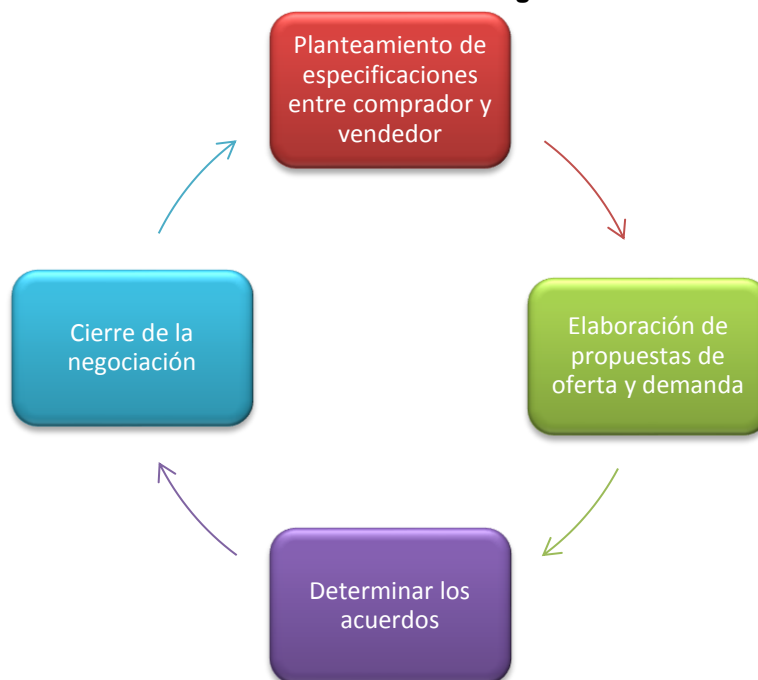 Planteamiento de
especificaciones
entre comprador y
vendedor
Elaboración de
propuestas de
oferta y demanda
Determinar los
acuerdos
Cierre de la
negociación